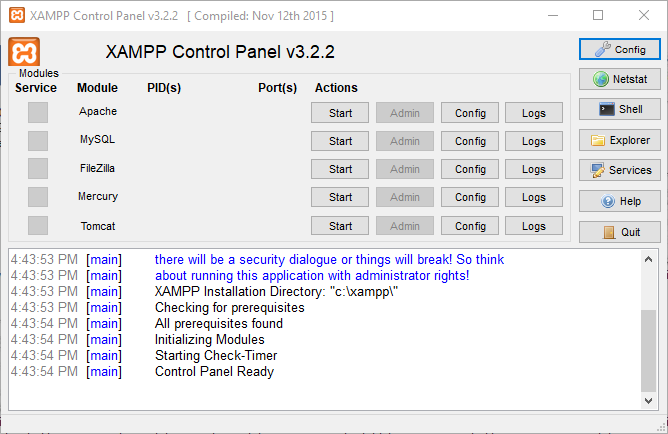 XAMPP Control Panel v3.2.2 [ Compiled: Nov 12th 2015 ]
XAMPP Control Panel v3.2.2
Config
Modules
Service Module PID(s) Port(s) Actions
Netstat
Apache Start Admin Config Logs
Shell
MySQL Start Admin Config Logs
Explorer
FileZilla Start Admin Config Logs
Services
Mercury Start Admin Config Logs
Help
Tomcat Start Admin Config Logs
Quit
4:43:53 PM [main] there will be a security dialogue or things will break! So think
4:43:53 PM [main] about running this application with administrator rights!
4:43:53 PM [main] XAMPP Installation Directory: "c:\xampp\"
4:43:53 PM [main] Checking for prerequisites
4:43:54 PM [main] All prerequisites found
4:43:54 PM [main] Initializing Modules
4:43:54 PM [main] Starting Check-Timer
4:43:54 PM [main] Control Panel Ready